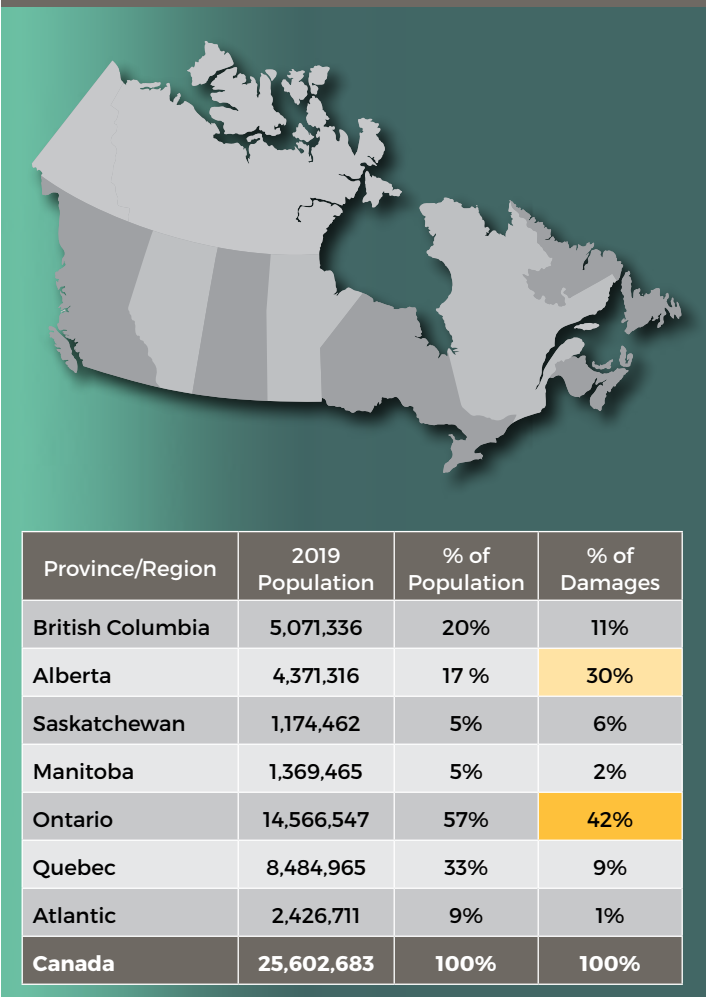 Province/Region 2019 Population % of Population % of Damages
British Columbia 5,071,336 20% 11%
Alberta 4,371,316 17 % 30%
Saskatchewan 1,174,462 5% 6%
Manitoba 1,369,465 5% 2%
Ontario 14,566,547 57% 42%
Quebec 8,484,965 33% 9%
Atlantic 2,426,711 9% 1%
Canada 25,602,683 100% 100%